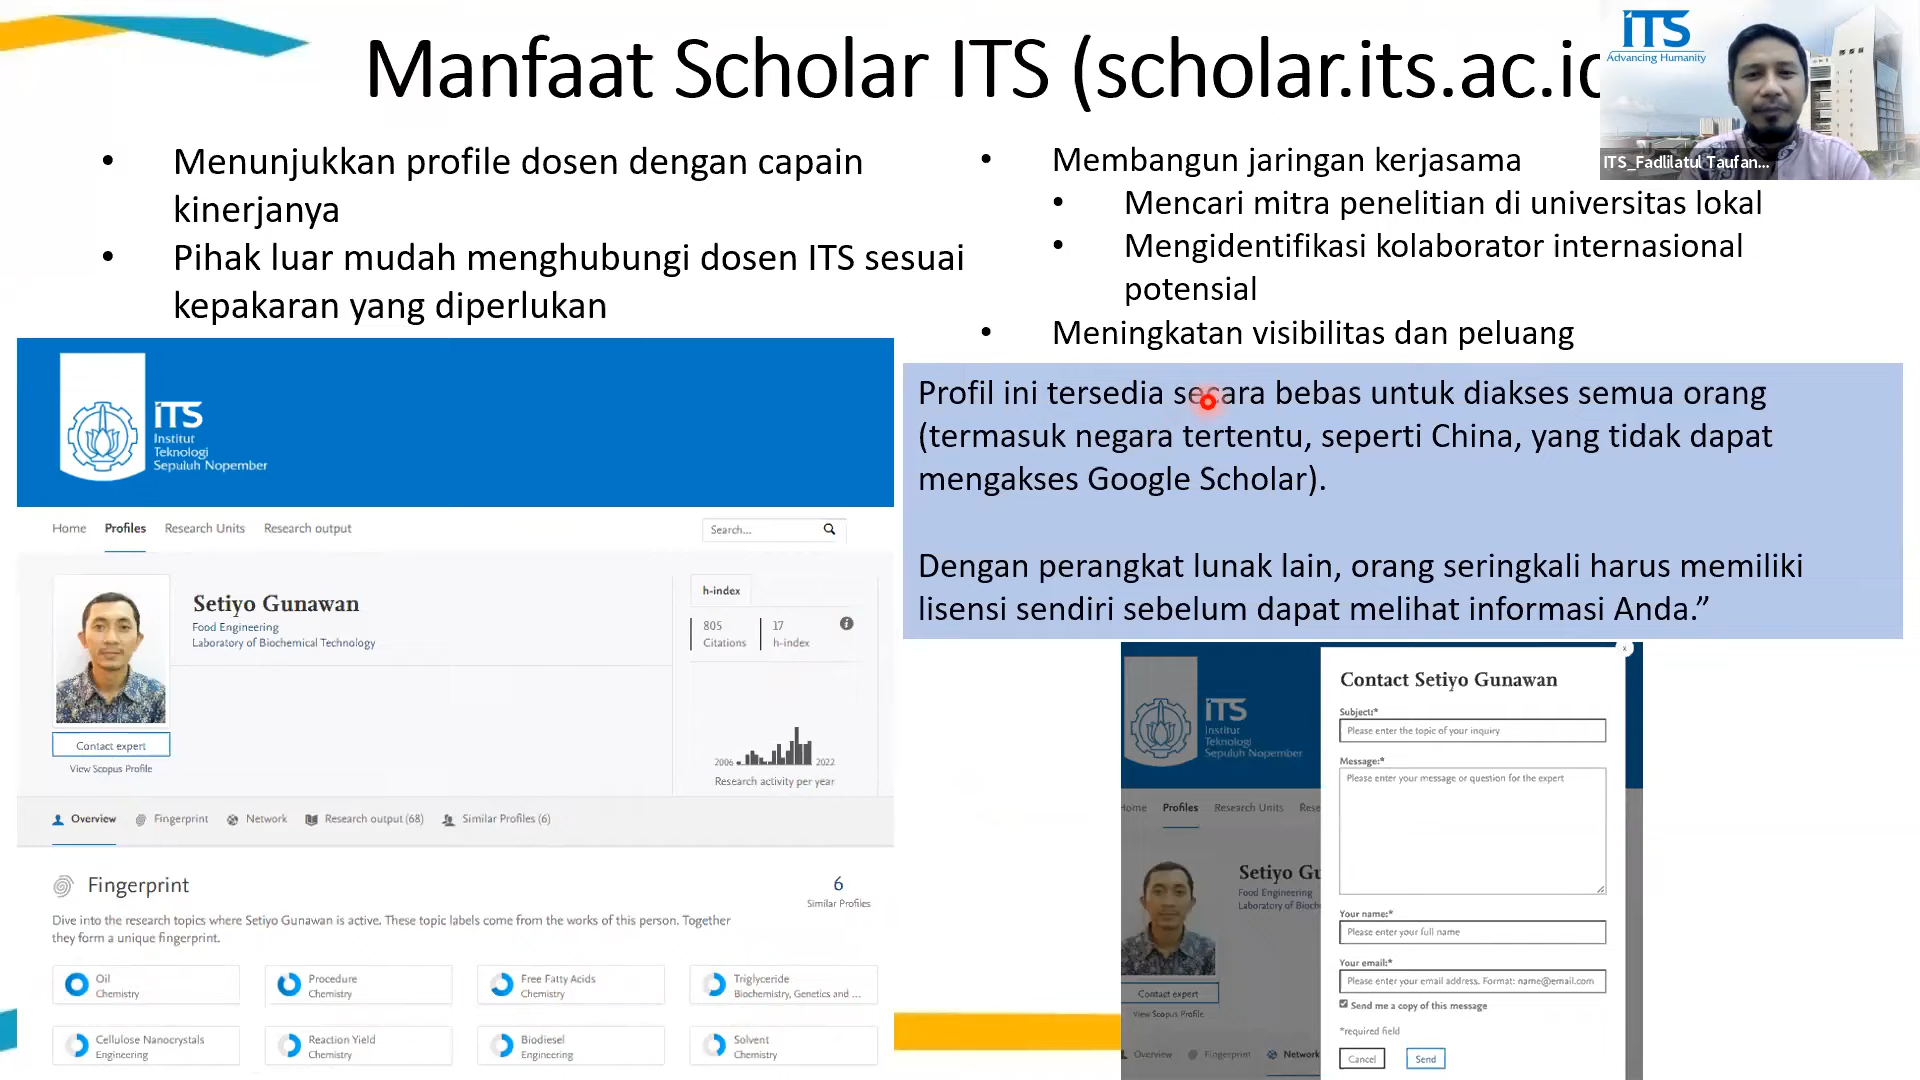 Manfaat Scholar ITS (scholar.its.ac.id
ITS
Advancing Humanity
ITS_Fadlilatul Taufan...
• Menunjukkan profile dosen dengan capain
kinerjanya
• Pihak luar mudah menghubungi dosen ITS sesuai
kepakaran yang diperlukan
• Membangun jaringan kerjasama
• Mencari mitra penelitian di universitas lokal
• Mengidentifikasi kolaborator internasional
potensial
• Meningkatan visibilitas dan peluang
Profil ini tersedia secara bebas untuk diakses semua orang
(termasuk negara tertentu, seperti China, yang tidak dapat
mengakses Google Scholar).
Dengan perangkat lunak lain, orang seringkali harus memiliki
lisensi sendiri sebelum dapat melihat informasi Anda.”
ITS
Institut
Teknologi
Sepuluh Nopember
Home Profiles Research Units Research output
Search...
Setiyo Gunawan
Food Engineering
Laboratory of Biochemical Technology
Contact expert
View Scopus Profile
h-index
805 17
Citations h-index
2006 2022
Research activity per year
Overview Fingerprint Network Research output (68) Similar Profiles (6)
Fingerprint
6
Similar Profiles
Dive into the research topics where Setiyo Gunawan is active. These topic labels come from the works of this person. Together
they form a unique fingerprint.
Oil
Chemistry
Procedure
Chemistry
Free Fatty Acids
Chemistry
Triglyceride
Biochemistry, Genetics and ...
Cellulose Nanocrystals
Engineering
Reaction Yield
Chemistry
Biodiesel
Engineering
Solvent
Chemistry
ITS
Institut
Teknologi
Sepuluh Nopember
Home Profiles Research Units Rese
Setiyo Gu
Food Engineering
Laboratory of Bioch
Contact expert
View Scopus Profile
Overview Fingerprint Network
x
Contact Setiyo Gunawan
Subject:*
Please enter the topic of your inquiry
Message:*
Please enter your message or question for the expert
Your name:*
Please enter your full name
Your email:*
Please enter your email address. Format: name@email.com
Send me a copy of this message
*required field
Cancel Send